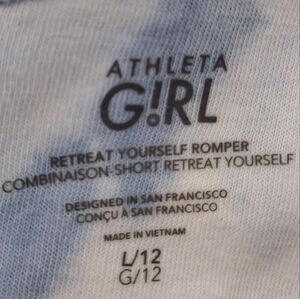 ATHLETA
G!RL
RETREAT YOURSELF ROMPER
COMBINAISON-SHORT RETREAT YOURSELF
DESIGNED IN SAN FRANCISCO
CONÇU À SAN FRANCISCO
MADE IN VIETNAM
L/12
G/12